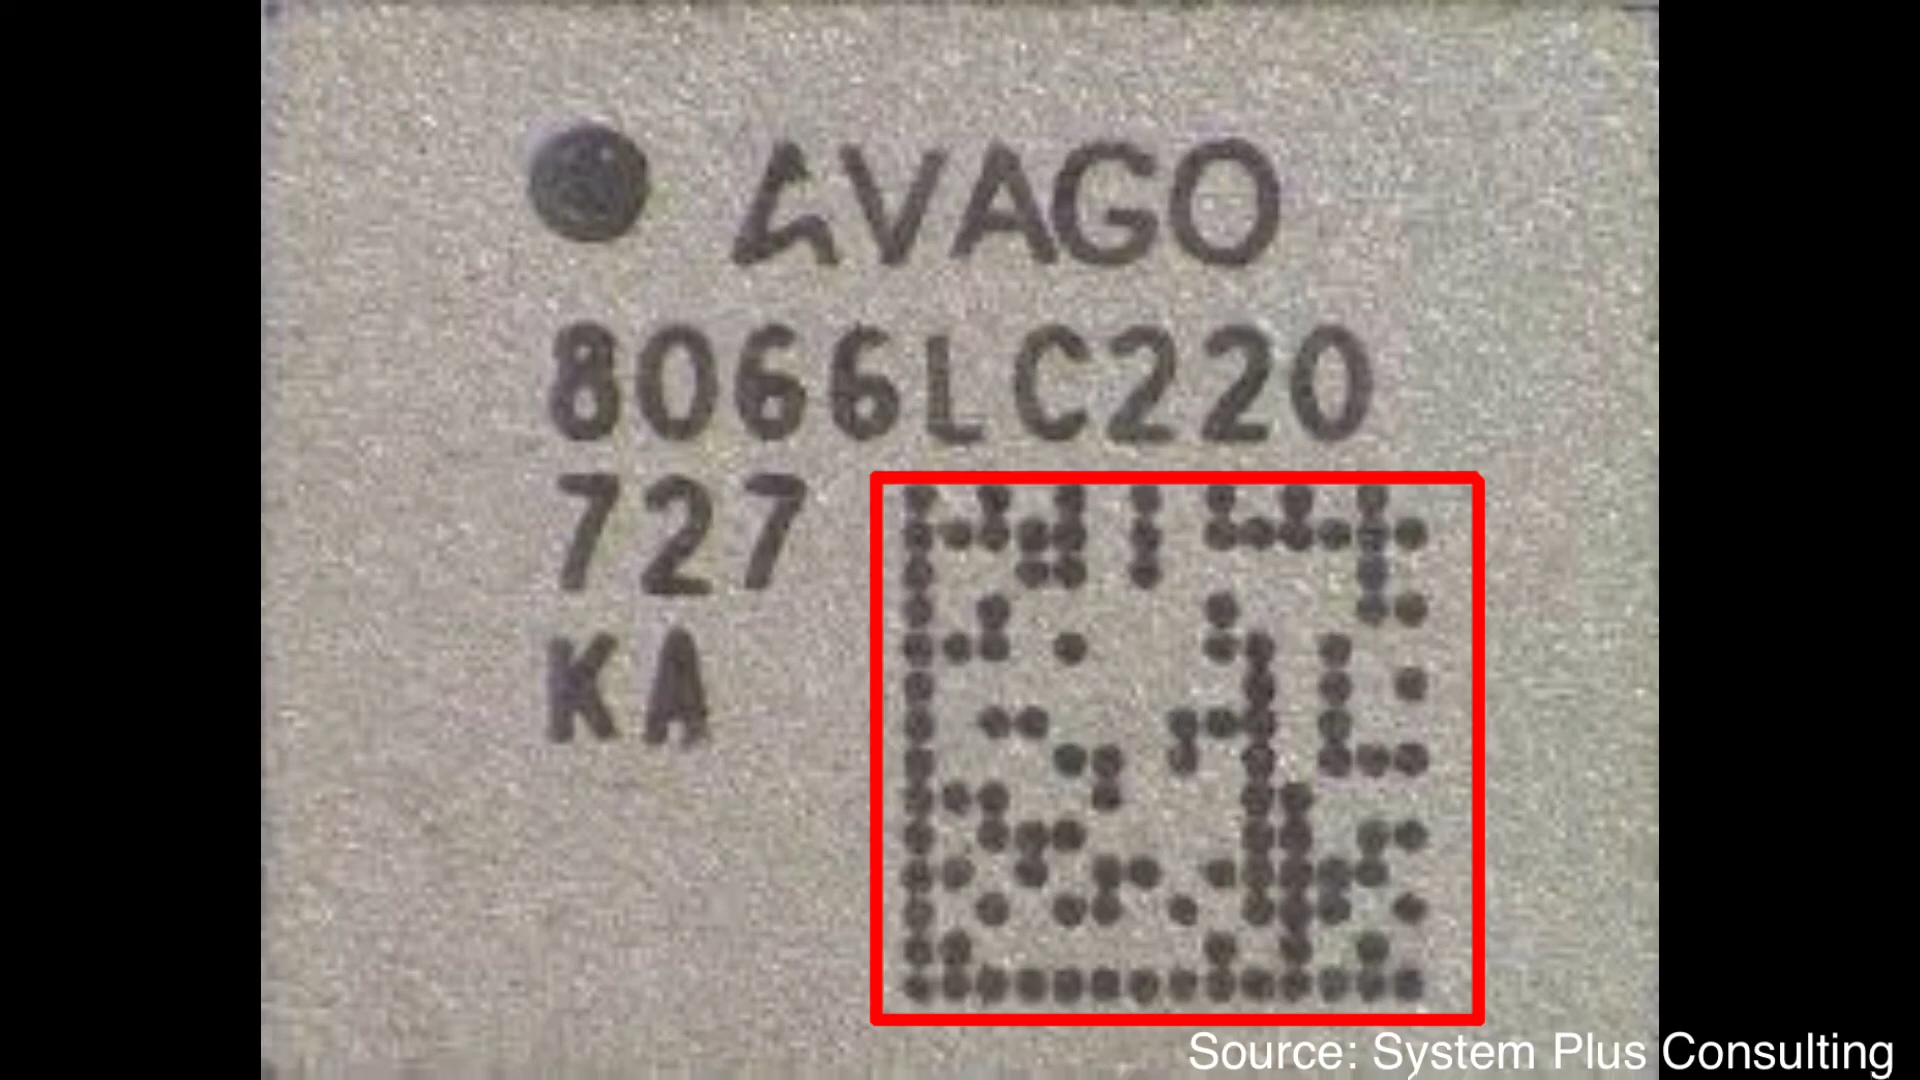 AVAGO
8066LC220
727
KA
Source: System Plus Consulting